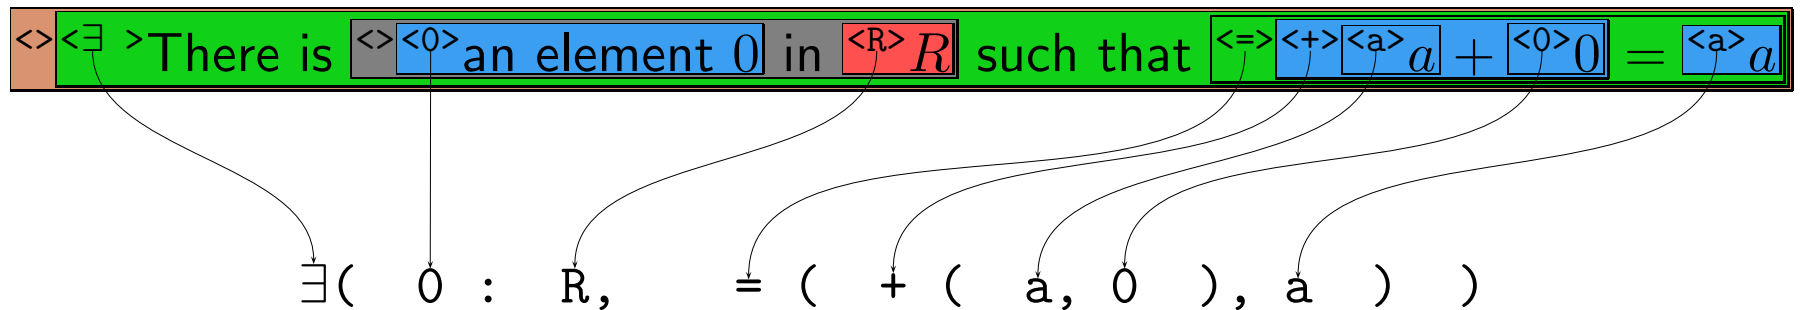 <><∃ >There is <><0>an element 0 in <R>R such that <=><+><a>a + <0>0 = <a>a
∃( 0 : R, = ( + ( a, 0 ), a ) )